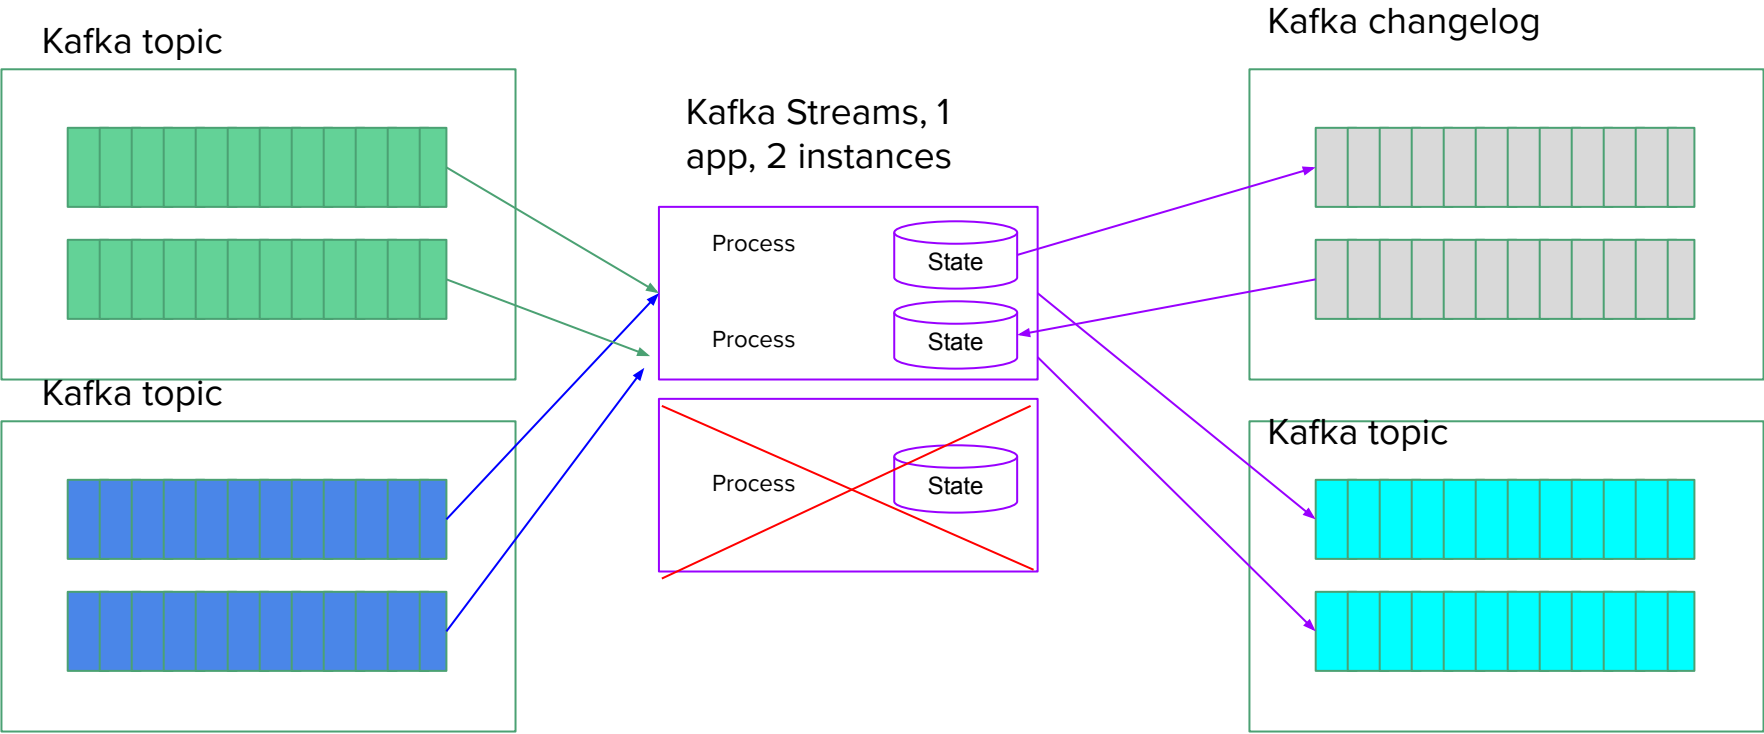 Kafka topic
Kafka changelog
Kafka Streams, 1
app, 2 instances
Process
State
Process
State
Kafka topic
Kafka topic
Process
State